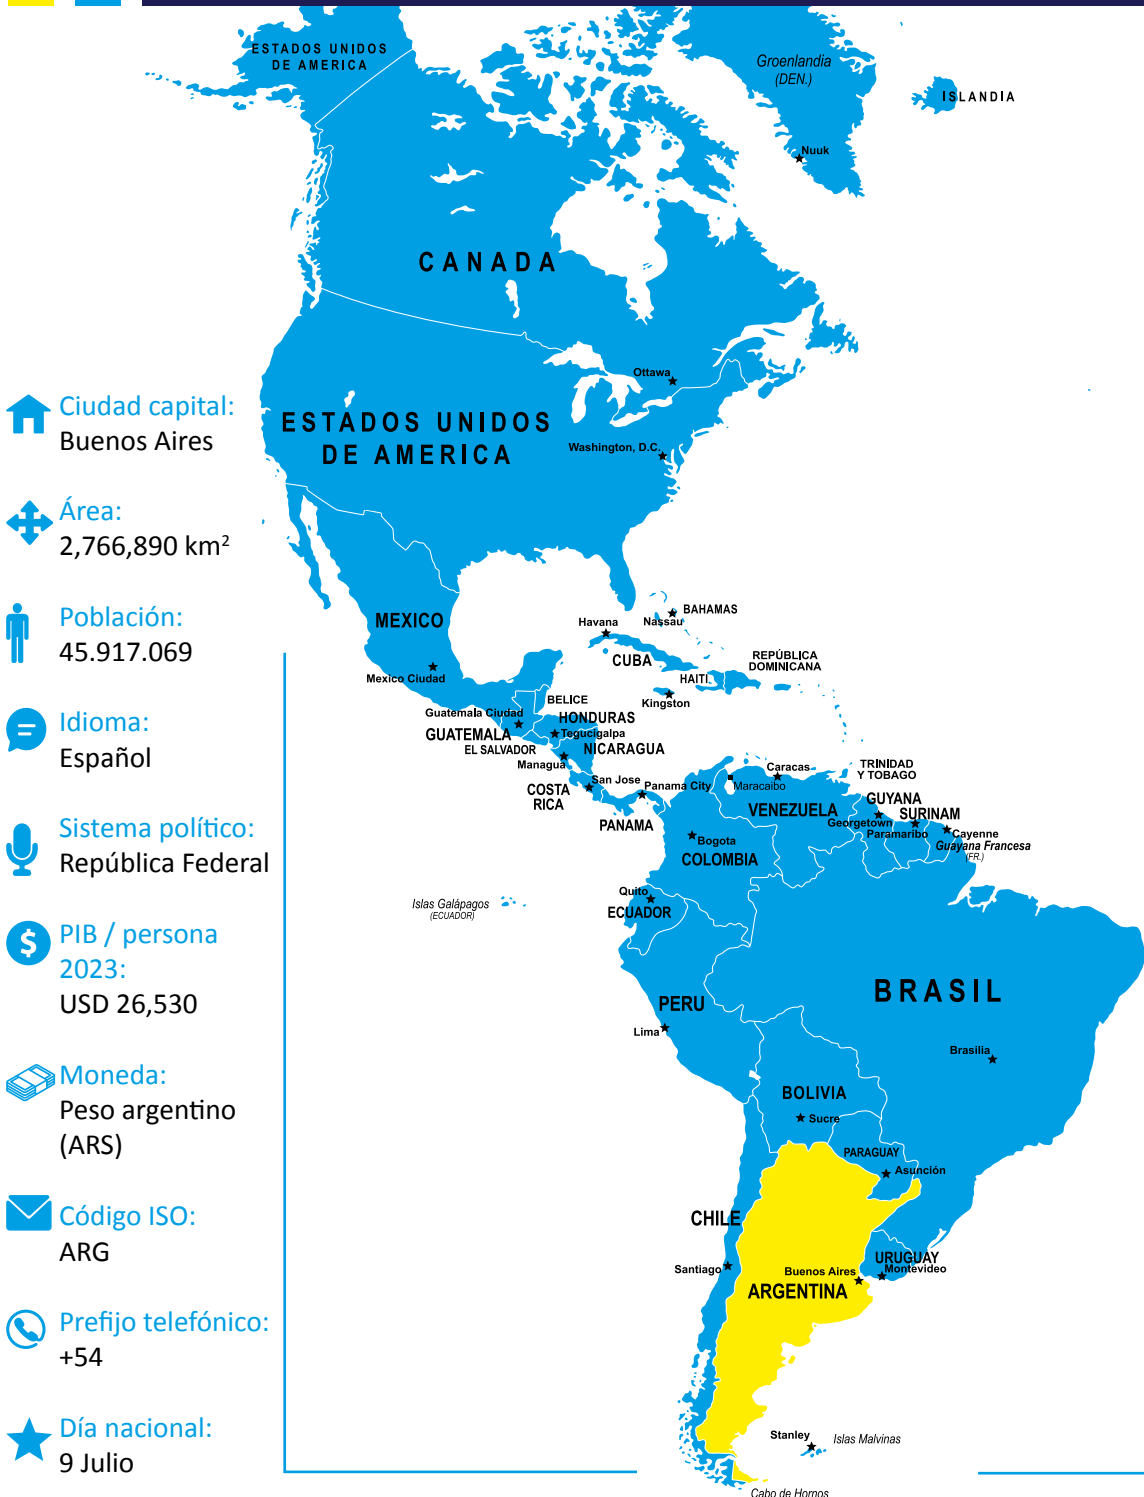 ESTADOS UNIDOS
DE AMERICA
Groenlandia
(DEN.)
ISLANDIA
Nuuk
CANADA
Ottawa
ESTADOS UNIDOS
DE AMERICA
Washington, D.C.
Ciudad capital:
Buenos Aires
Área:
2,766,890 km²
Población:
45.917.069
Idioma:
Español
Sistema político:
República Federal
PIB / persona
2023:
USD 26,530
Moneda:
Peso argentino
(ARS)
Código ISO:
ARG
Prefijo telefónico:
+54
Día nacional:
9 Julio
MEXICO
Mexico Ciudad
Havana
Nassau
BAHAMAS
CUBA
REPÚBLICA
DOMINICANA
HAITI
Kingston
BELICE
Guatemala Ciudad
HONDURAS
GUATEMALA
Tegucigalpa
EL SALVADOR
NICARAGUA
Managua
COSTA
RICA
San Jose
Panama City
PANAMA
Maracaibo
Caracas
TRINIDAD
Y TOBAGO
VENEZUELA
GUYANA
SURINAM
Georgetown
Paramaribo
Cayenne
Guayana Francesa
(FR.)
Bogota
COLOMBIA
Islas Galápagos
(ECUADOR)
Quito
ECUADOR
PERU
Lima
BRASIL
Brasilia
BOLIVIA
Sucre
PARAGUAY
Asunción
CHILE
Santiago
URUGUAY
Montevideo
Buenos Aires
ARGENTINA
Stanley
Islas Malvinas
Cabo de Hornos